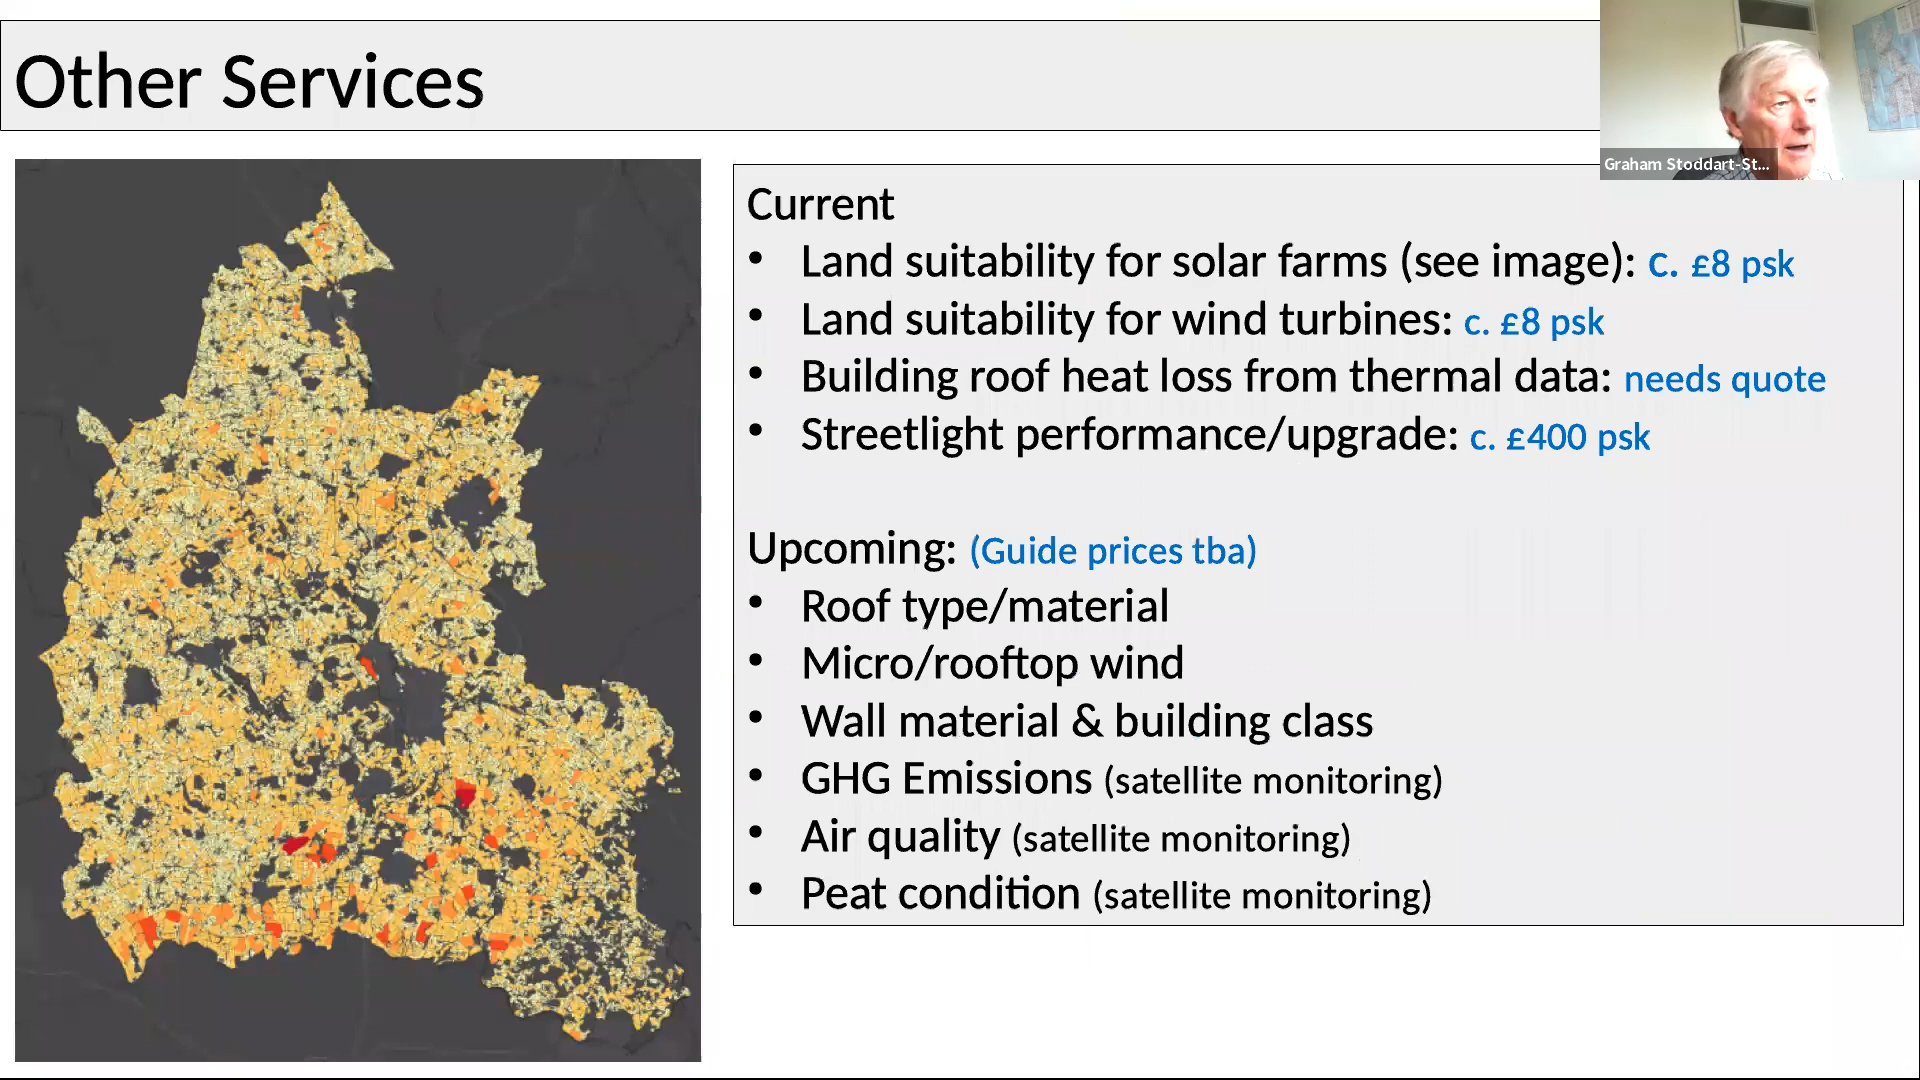 Other Services
Graham Stoddart-St...
Current
• Land suitability for solar farms (see image): c. £8 psk
• Land suitability for wind turbines: c. £8 psk
• Building roof heat loss from thermal data: needs quote
• Streetlight performance/upgrade: c. £400 psk
Upcoming: (Guide prices tba)
• Roof type/material
• Micro/rooftop wind
• Wall material & building class
• GHG Emissions (satellite monitoring)
• Air quality (satellite monitoring)
• Peat condition (satellite monitoring)